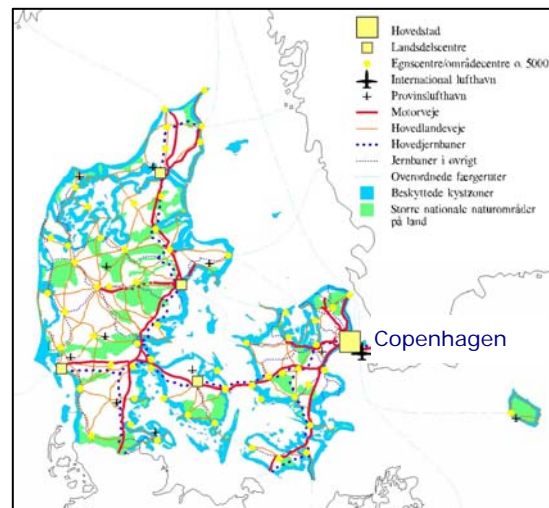 Hovedstad
Landsdelscentre
Egnscentre/områdecentre o. 5000
International lufthavn
Provinslufthavn
Motorveje
Hovedlandeveje
Hovedjernbaner
Jernbaner i øvrigt
Overordnede færgeruter
Beskyttede kystzoner
Større nationale naturområder
på land
Copenhagen